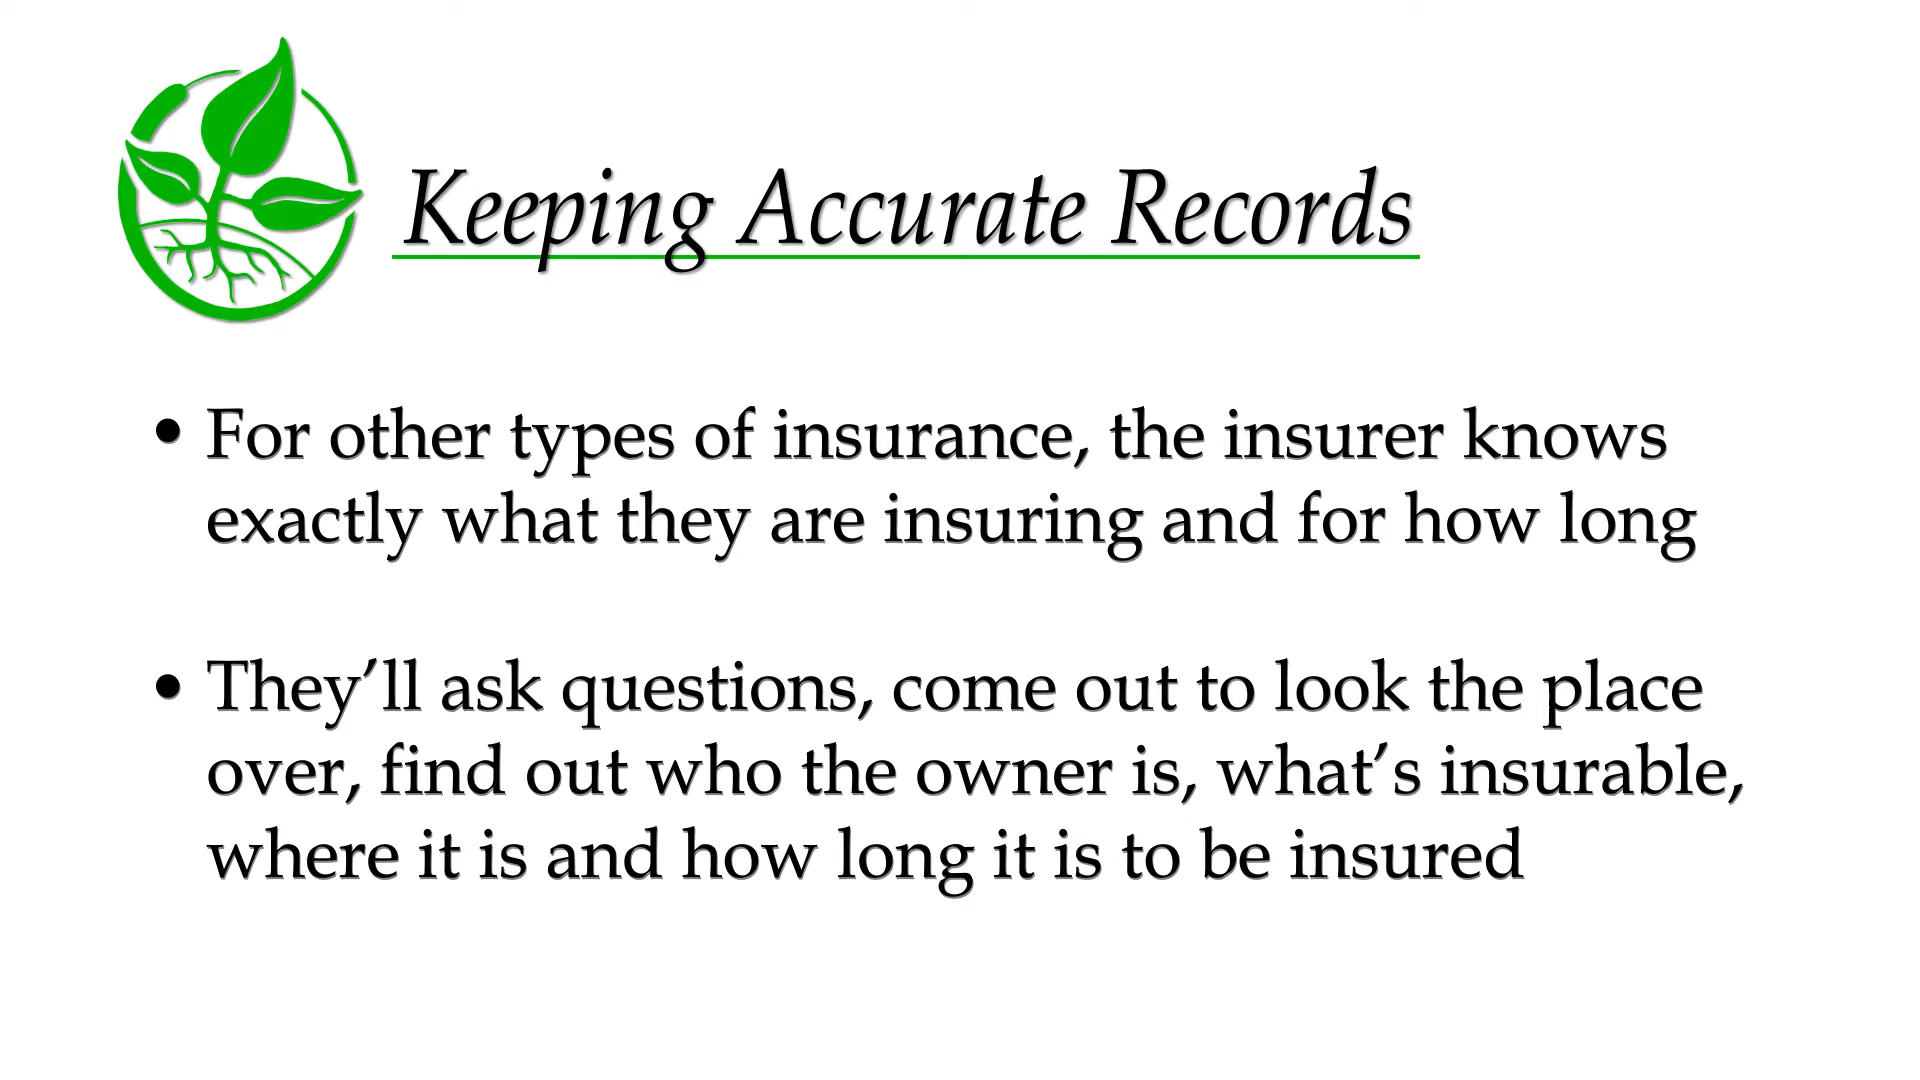 Keeping Accurate Records
• For other types of insurance, the insurer knows
exactly what they are insuring and for how long
• They’ll ask questions, come out to look the place
over, find out who the owner is, what’s insurable,
where it is and how long it is to be insured